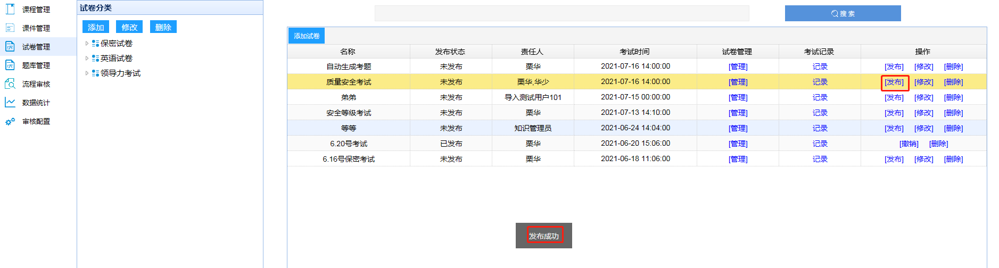 课程管理
课件管理
试卷管理
题库管理
流程审核
数据统计
审核配置
试卷分类
添加 修改 删除
保密试卷
英语试卷
领导力考试
搜索
添加试卷
名称 发布状态 责任人 考试时间 试卷管理 考试记录 操作
自动生成考题 未发布 栗华 2021-07-16 14:00:00 [管理] 记录 [发布] [修改] [删除]
质量安全考试 未发布 栗华,华少 2021-07-16 14:00:00 [管理] 记录 [发布] [修改] [删除]
弟弟 未发布 导入测试用户101 2021-07-15 00:00:00 [管理] 记录 [发布] [修改] [删除]
安全等级考试 未发布 栗华 2021-07-13 14:10:00 [管理] 记录 [发布] [修改] [删除]
等等 未发布 知识管理员 2021-06-24 14:04:00 [管理] 记录 [发布] [修改] [删除]
6.20号考试 已发布 栗华 2021-06-20 15:06:00 [管理] 记录 [撤销] [删除]
6.16号保密考试 未发布 栗华 2021-06-18 11:06:00 [管理] 记录 [发布] [修改] [删除]
发布成功